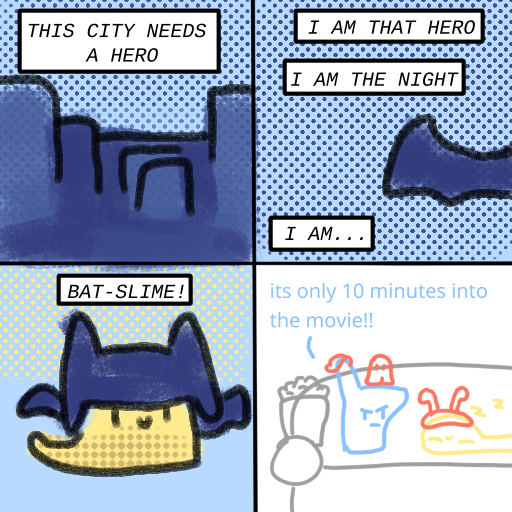 THIS CITY NEEDS
A HERO
I AM THAT HERO
I AM THE NIGHT
I AM...
BAT-SLIME!
its only 10 minutes into
the movie!!
z z